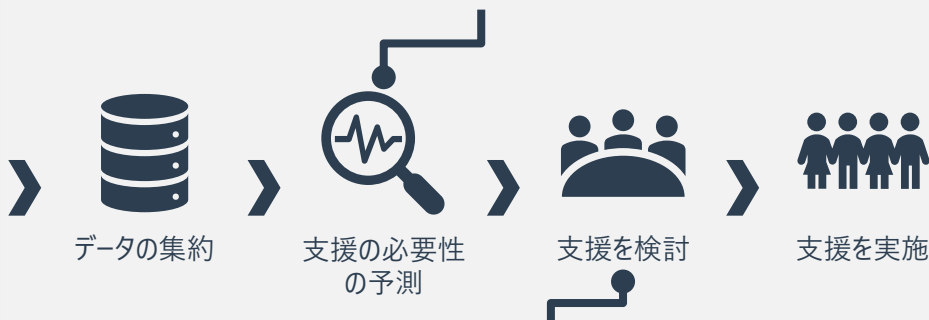 データの集約
支援の必要性
の予測
支援を検討
支援を実施